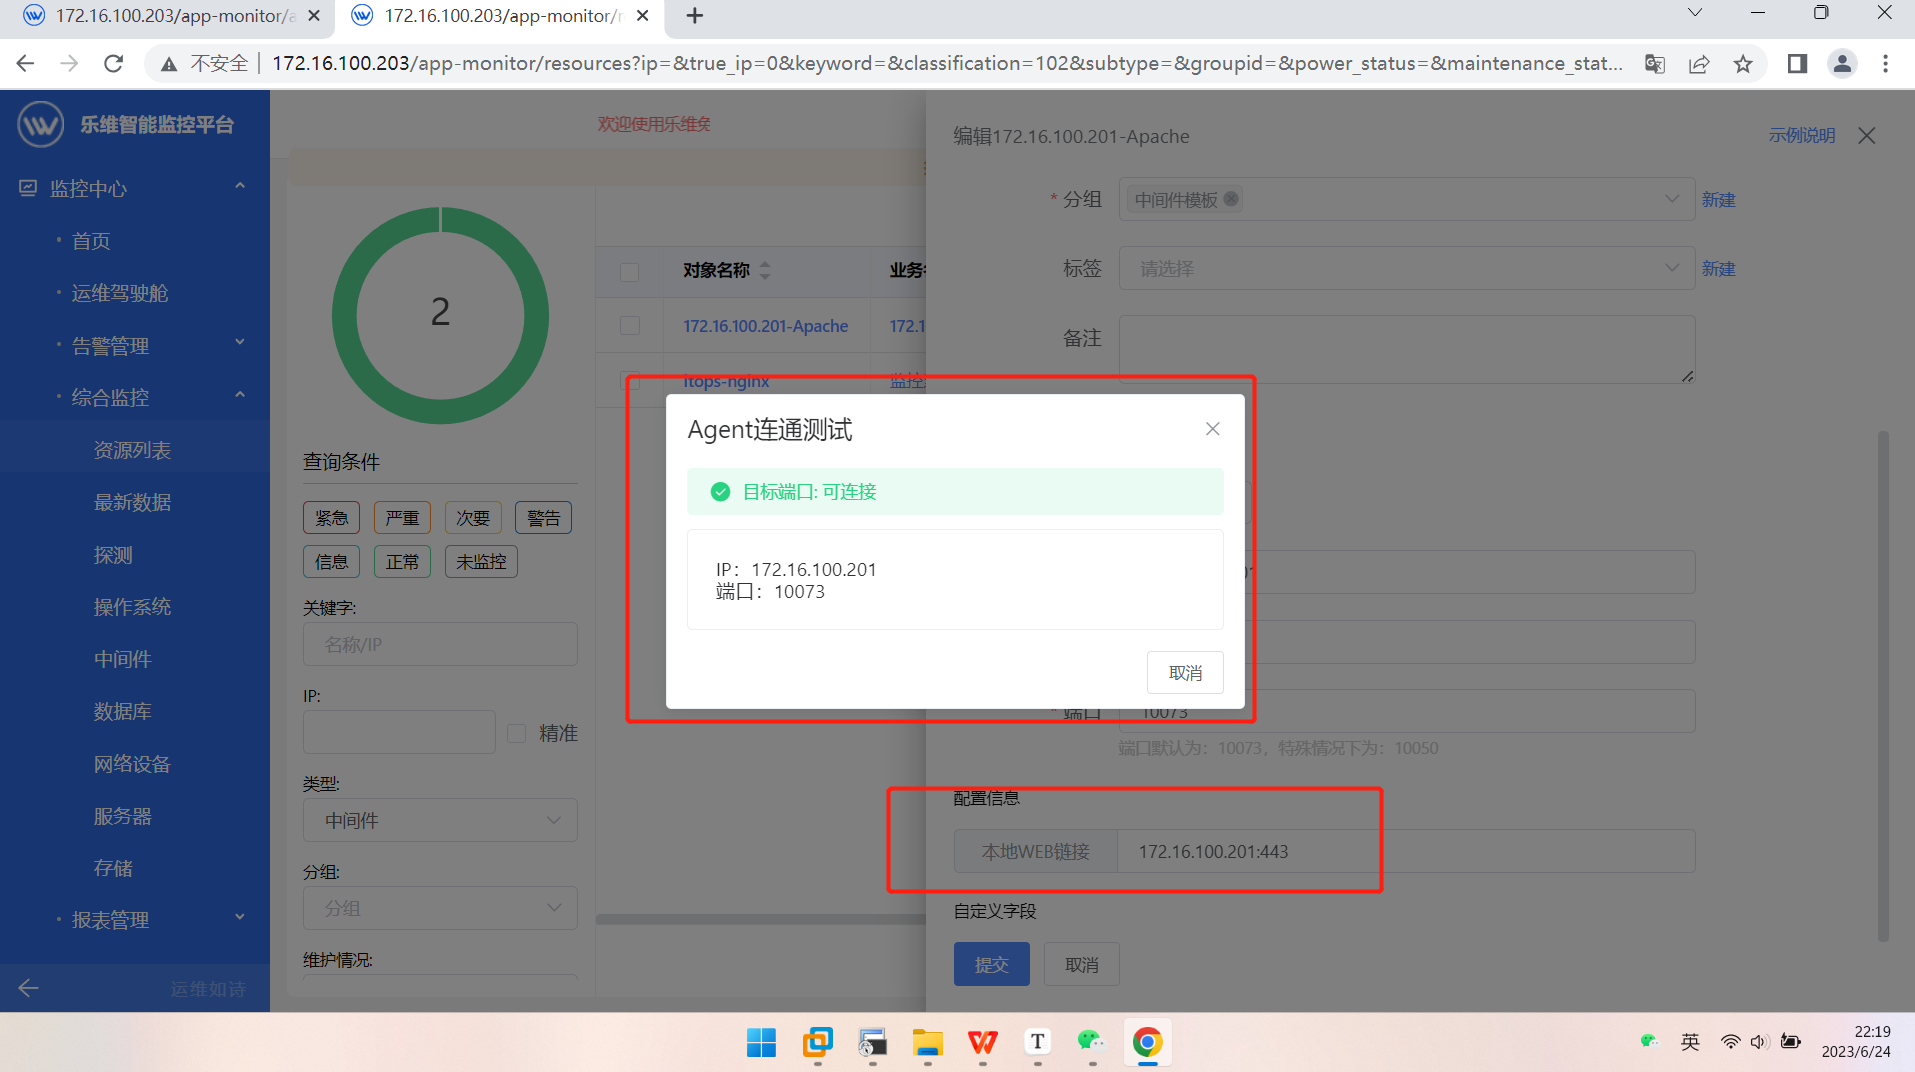 172.16.100.203/app-monitor/a
172.16.100.203/app-monitor/r
不安全
172.16.100.203/app-monitor/resources?ip=&true_ip=0&keyword=&classification=102&subtype=&groupid=&power_status=&maintenance_stat...
乐维智能监控平台
监控中心
首页
运维驾驶舱
告警管理
综合监控
资源列表
最新数据
探测
操作系统
中间件
数据库
网络设备
服务器
存储
报表管理
运维如诗
欢迎使用乐维免
2
查询条件
紧急 严重 次要 警告
信息 正常 未监控
关键字:
名称/IP
IP:
精准
类型:
中间件
分组:
分组
维护情况:
对象名称
业务
172.16.100.201-Apache
172.1
itops-nginx
监控
编辑172.16.100.201-Apache
示例说明
* 分组
中间件模板
新建
标签
请选择
新建
备注
Agent连通测试
目标端口: 可连接
IP：172.16.100.201
端口：10073
取消
* 端口
10073
端口默认为：10073，特殊情况下为：10050
配置信息
本地WEB链接
172.16.100.201:443
自定义字段
提交
取消
英
22:19
2023/6/24